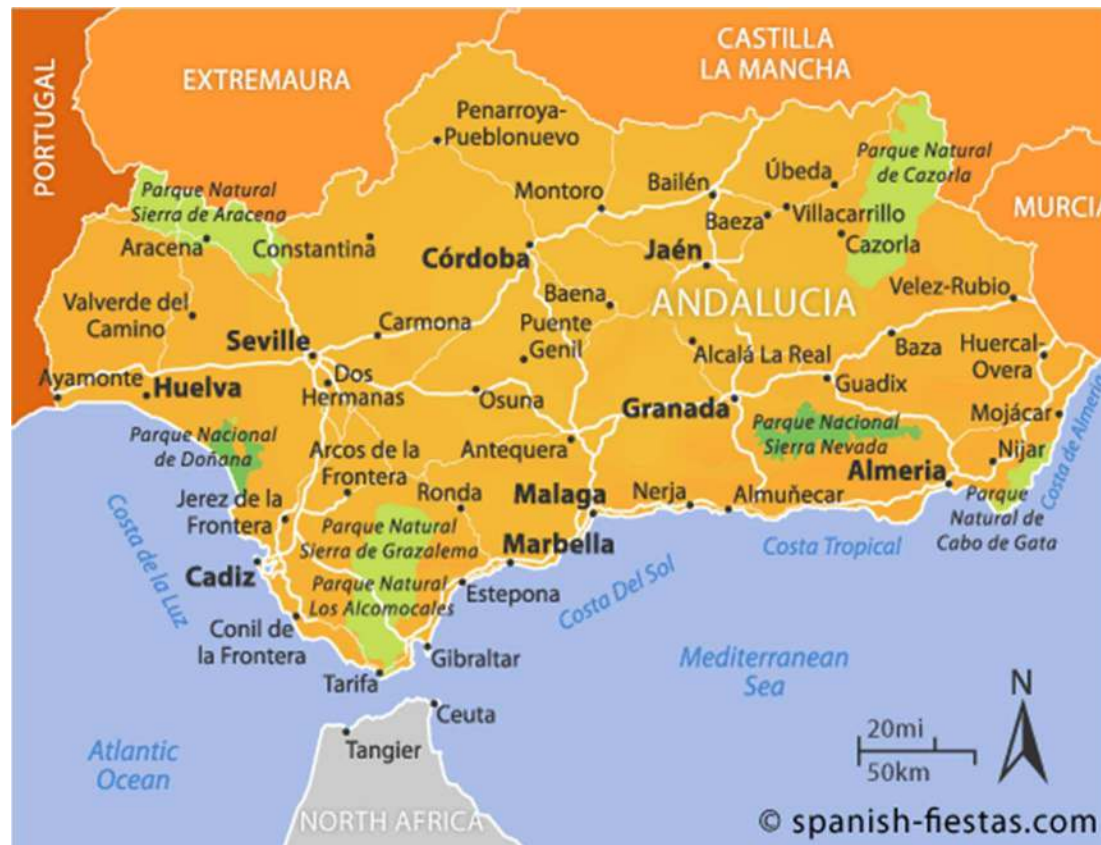 CASTILLA
LA MANCHA
EXTREMAURA
PORTUGAL
MURCIA
Penarroya-
Pueblonuevo
Parque Natural
de Cazorla
Parque Natural
Sierra de Aracena
Montoro
Bailén
Úbeda
Baeza
Villacarrillo
Aracena
Constantina
Córdoba
Jaén
Cazorla
Valverde del
Camino
Baena
ANDALUCIA
Velez-Rubio
Seville
Carmona
Puente
Genil
Alcalá La Real
Baza
Huercal-
Overa
Ayamonte
Huelva
Dos
Hermanas
Osuna
Granada
Guadix
Mojácar
Parque Nacional
de Doñana
Arcos de la
Frontera
Antequera
Parque Nacional
Sierra Nevada
Nijar
Costa de Almería
Almeria
Jerez de la
Frontera
Ronda
Malaga
Nerja
Almuñecar
Parque
Natural de
Cabo de Gata
Costa de la Luz
Parque Natural
Sierra de Grazalema
Marbella
Costa Tropical
Cadiz
Parque Natural
Los Alcomocales
Estepona
Costa Del Sol
Conil de
la Frontera
Gibraltar
Mediterranean
Sea
Tarifa
Ceuta
N
Atlantic
Ocean
Tangier
20mi
50km
NORTH AFRICA
© spanish-fiestas.com